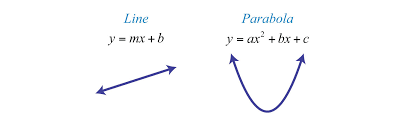 Line
y = mx + b
Parabola
y = ax² + bx + c